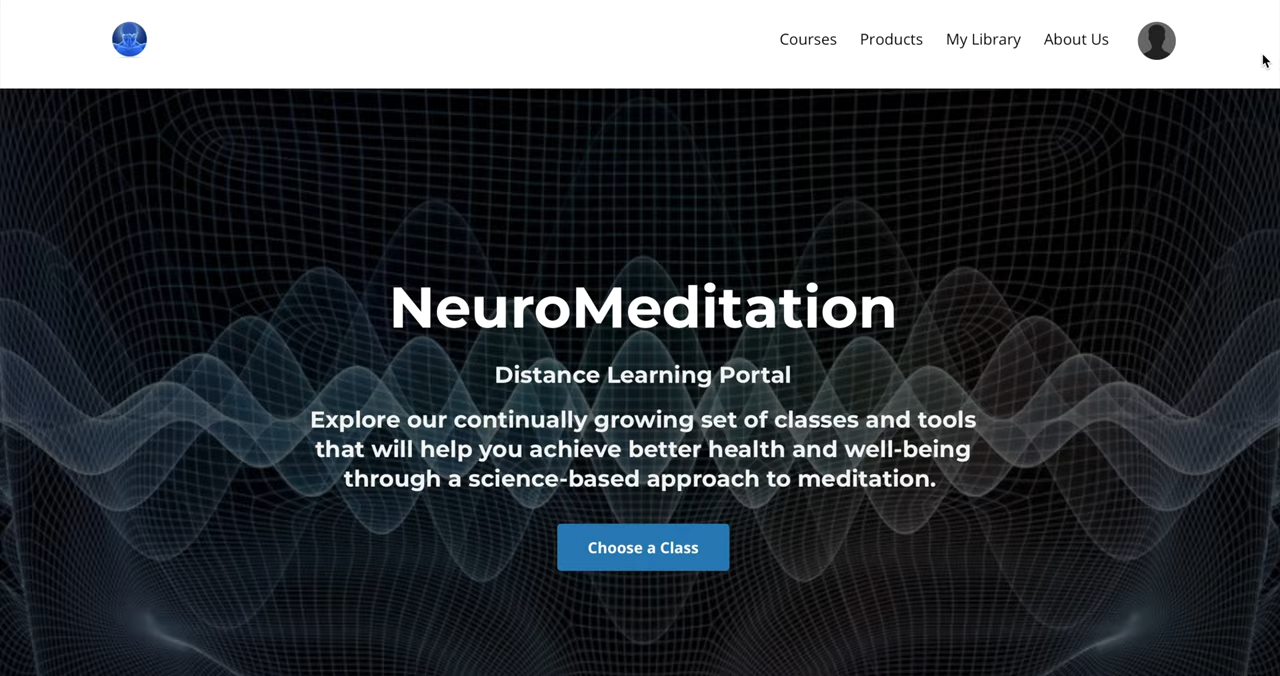 Courses Products My Library About Us
NeuroMeditation
Distance Learning Portal
Explore our continually growing set of classes and tools
that will help you achieve better health and well-being
through a science-based approach to meditation.
Choose a Class